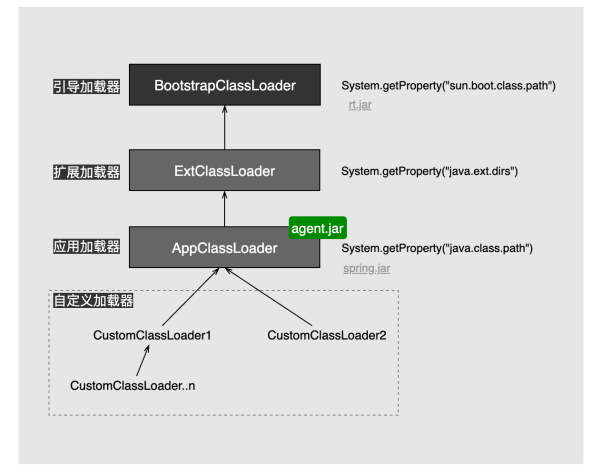 引导加载器
BootstrapClassLoader
System.getProperty("sun.boot.class.path")
rt.jar
扩展加载器
ExtClassLoader
System.getProperty("java.ext.dirs")
agent.jar
应用加载器
AppClassLoader
System.getProperty("java.class.path")
spring.jar
自定义加载器
CustomClassLoader1
CustomClassLoader2
CustomClassLoader..n